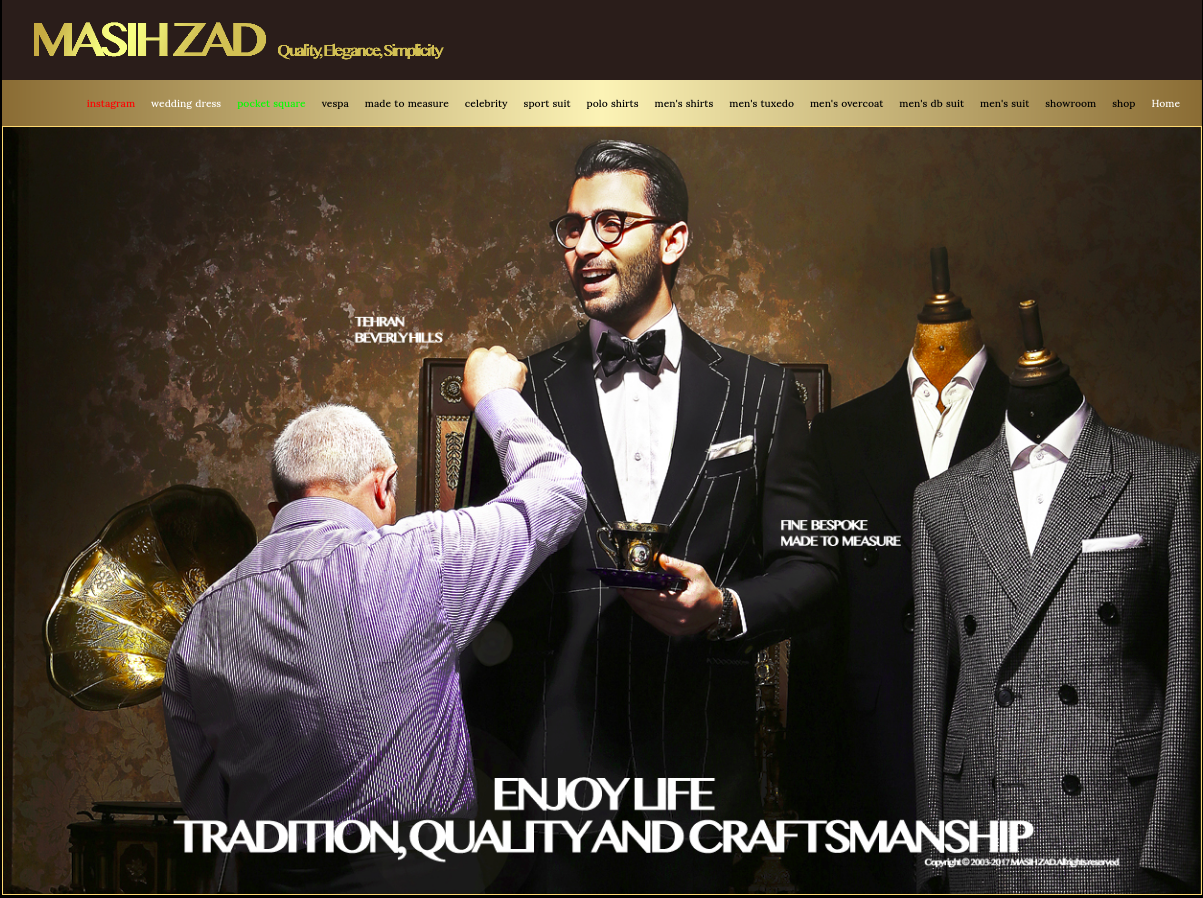 MASIH ZAD Quality, Elegance, Simplicity
instagram wedding dress pocket square vespa made to measure celebrity sport suit polo shirts men's shirts men's tuxedo men's overcoat men's db suit men's suit showroom shop Home
TEHRAN
BEVERLY HILLS
FINE BESPOKE
MADE TO MEASURE
ENJOY LIFE
TRADITION, QUALITY AND CRAFTSMANSHIP
Copyright © 2003-2017 MASIH ZAD All rights reserved